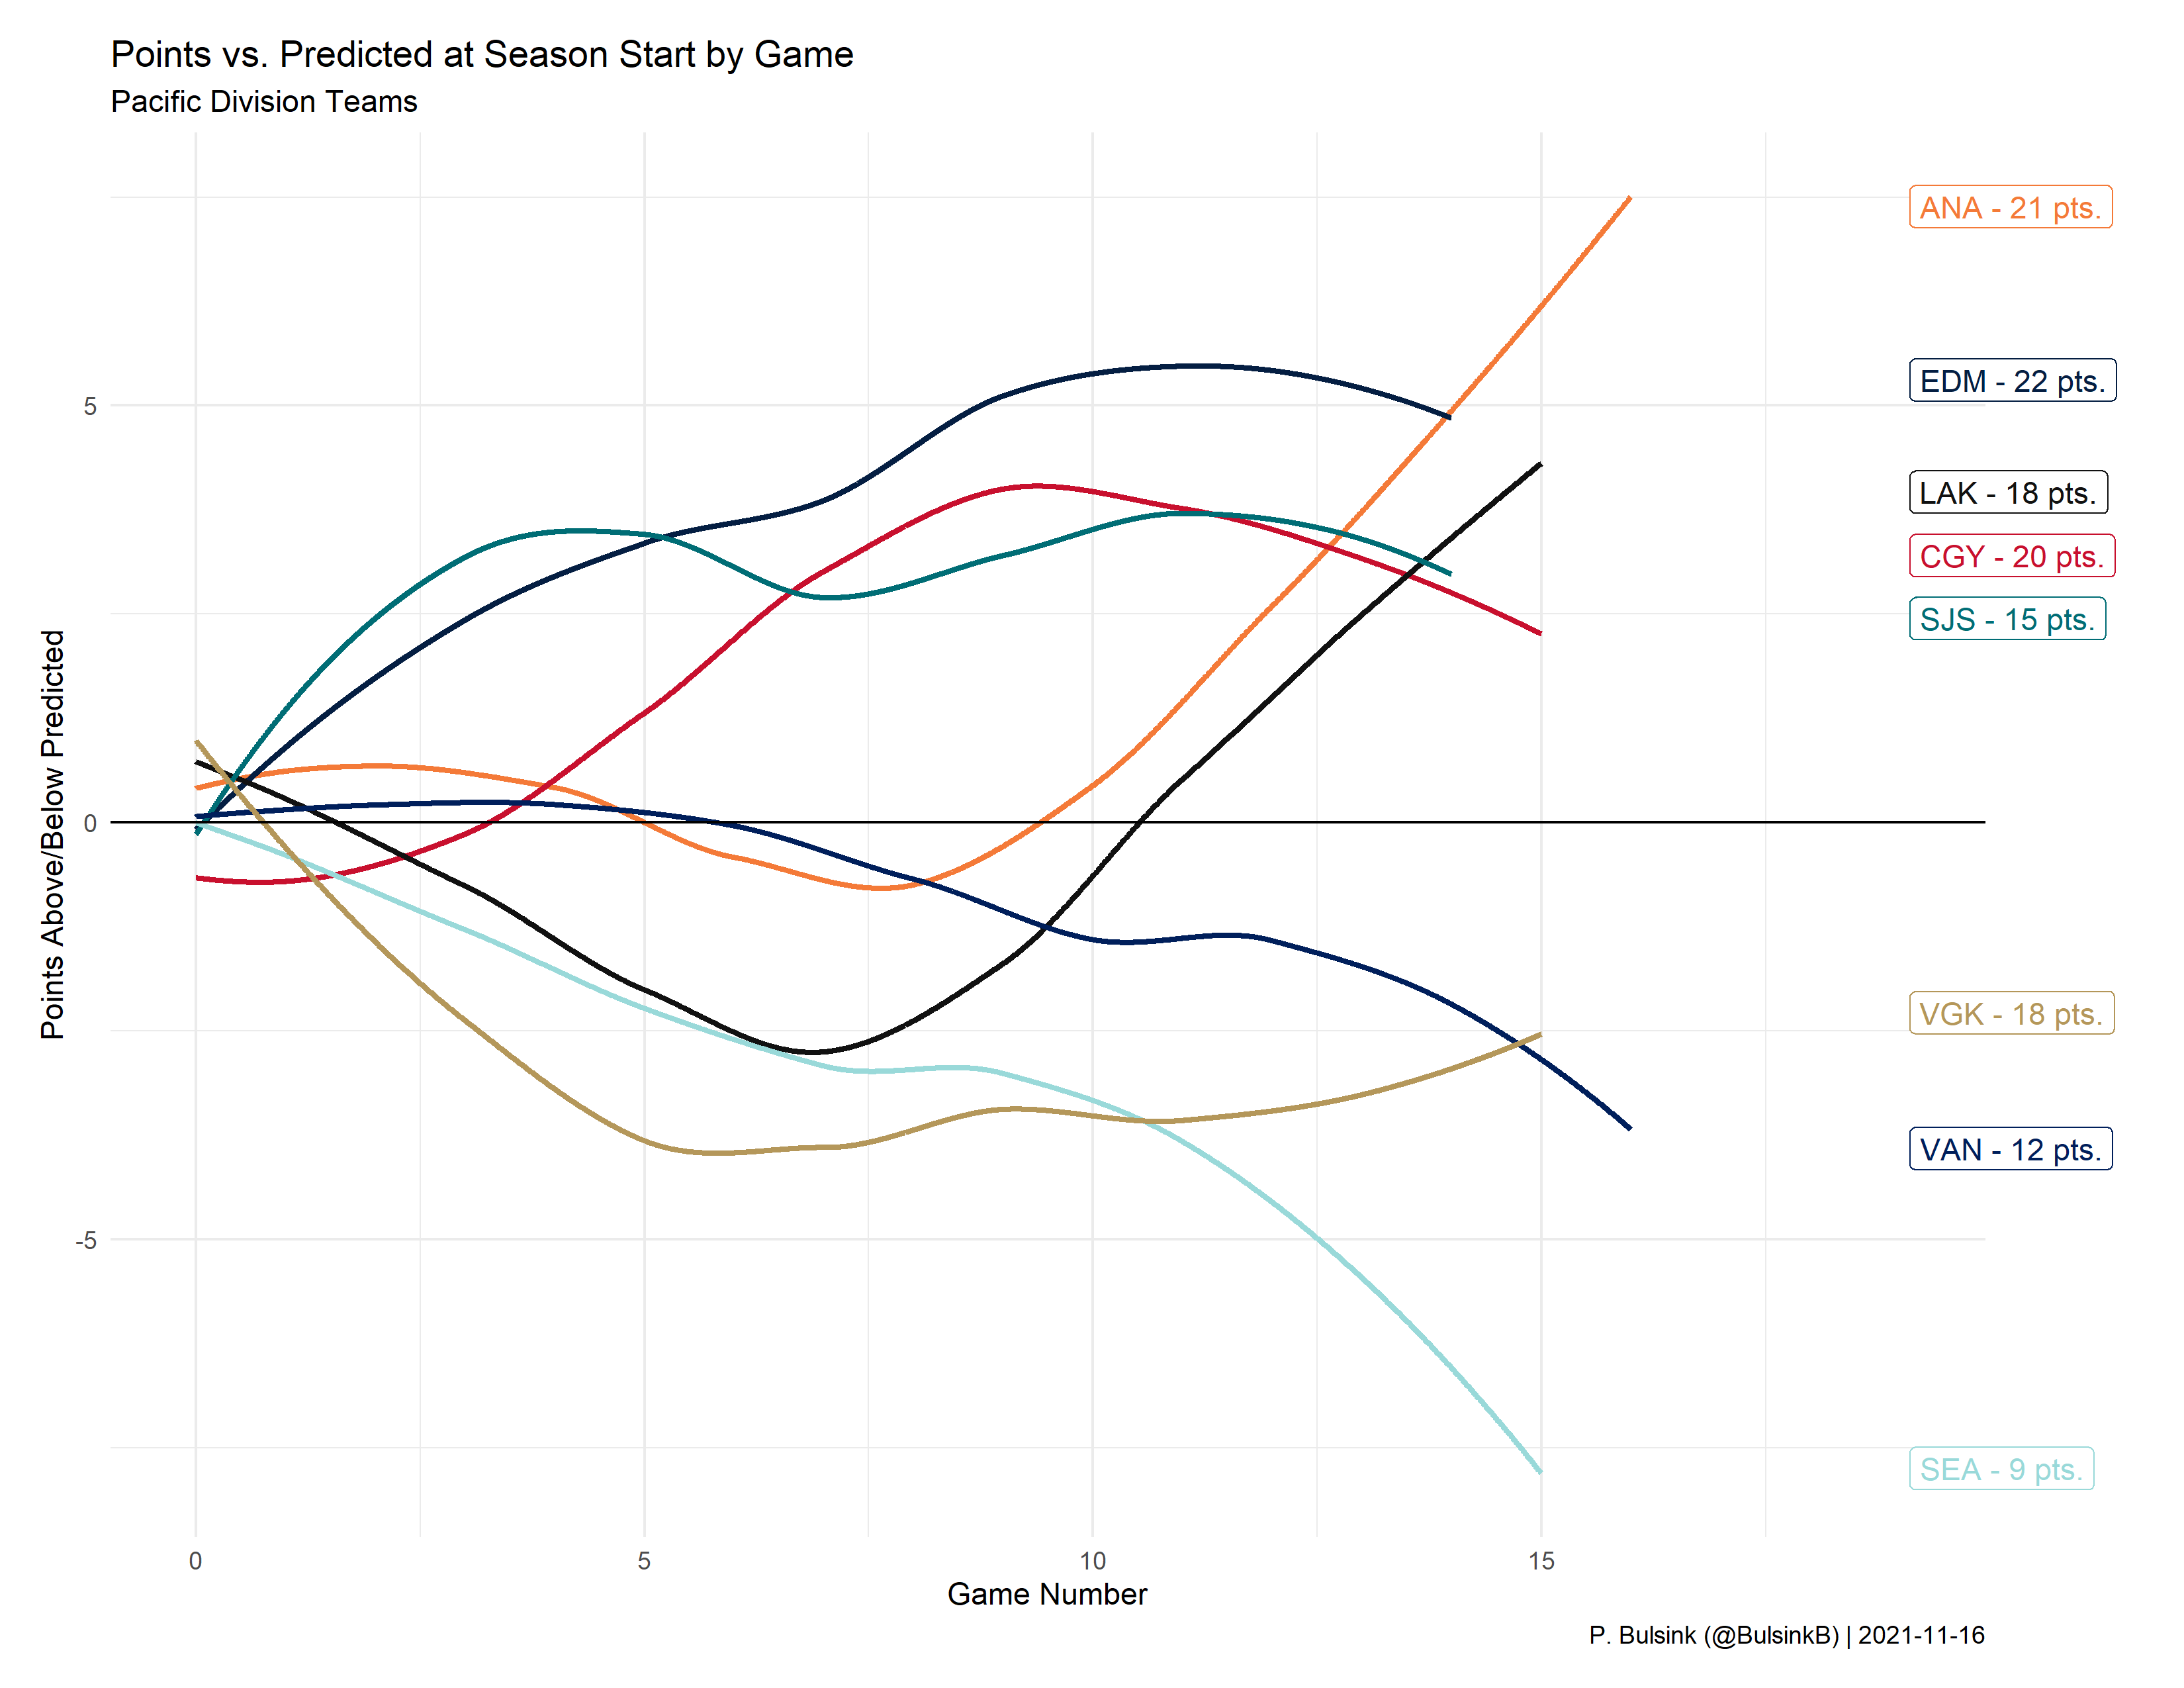 Points vs. Predicted at Season Start by Game
Pacific Division Teams
Points Above/Below Predicted
5
0
-5
ANA - 21 pts.
EDM - 22 pts.
LAK - 18 pts.
CGY - 20 pts.
SJS - 15 pts.
VGK - 18 pts.
VAN - 12 pts.
SEA - 9 pts.
0 5 10 15
Game Number
P. Bulsink (@BulsinkB) | 2021-11-16